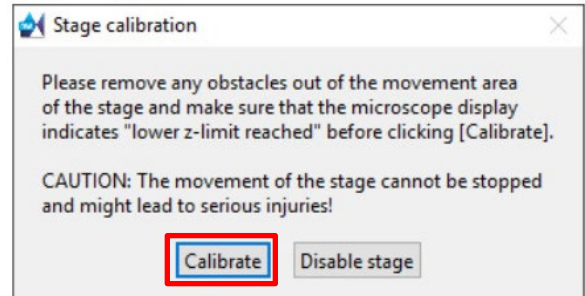 Stage calibration
Please remove any obstacles out of the movement area
of the stage and make sure that the microscope display
indicates "lower z-limit reached" before clicking [Calibrate].
CAUTION: The movement of the stage cannot be stopped
and might lead to serious injuries!
Calibrate Disable stage